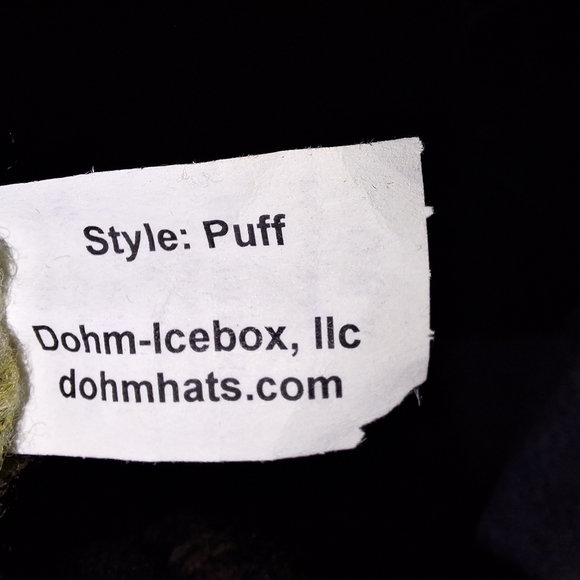 Style: Puff
Dohm-Icebox, llc
dohmhats.com